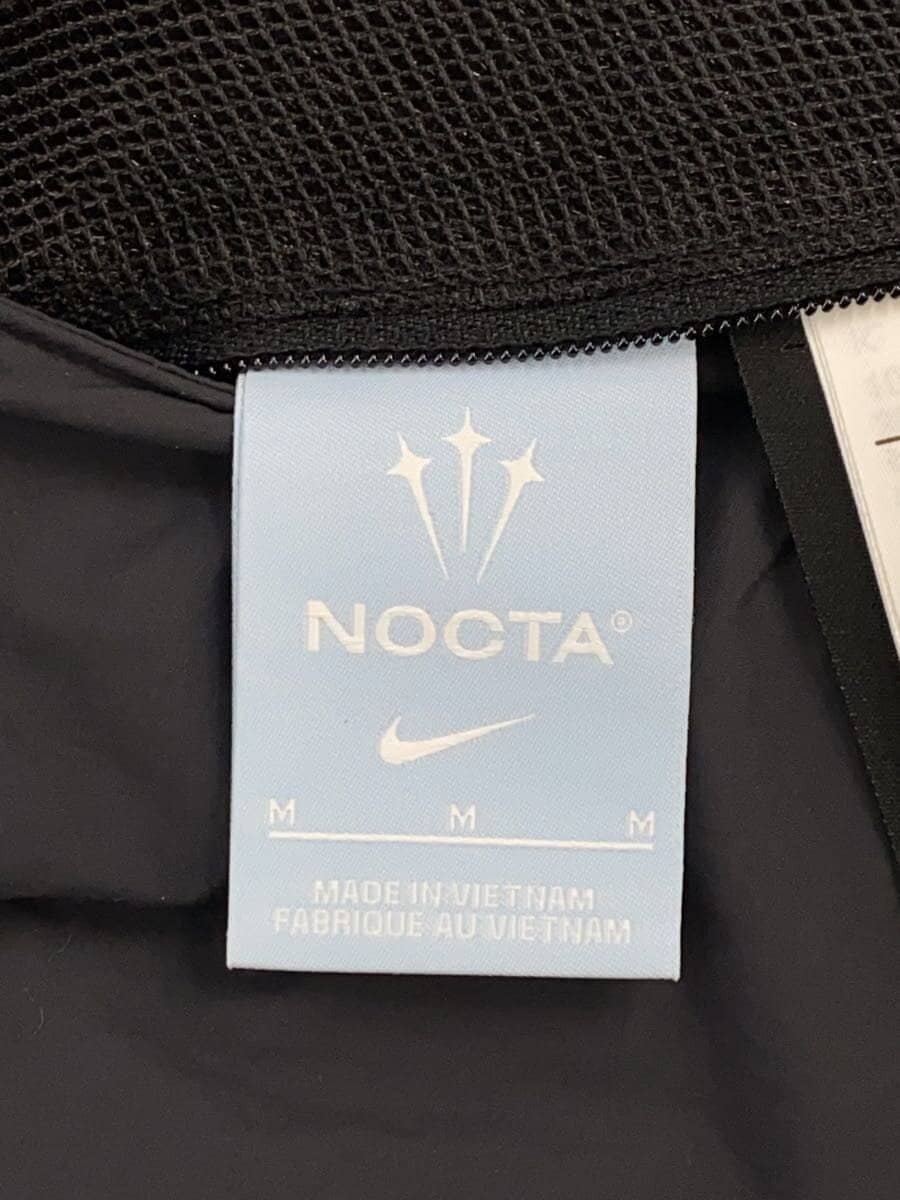 NOCTA®
M M M
MADE IN VIETNAM
FABRIQUE AU VIETNAM